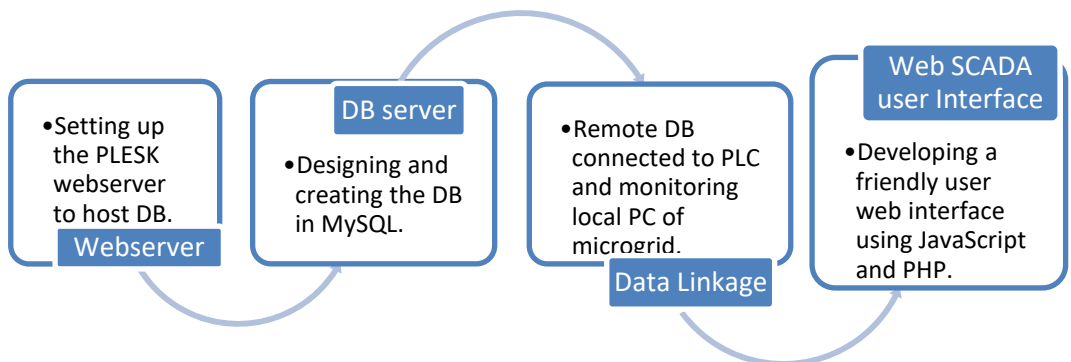 •Setting up
the PLESK
webserver
to host DB.
Webserver
DB server
•Designing and
creating the DB
in MySQL.
•Remote DB
connected to PLC
and monitoring
local PC of
microgrid.
Data Linkage
Web SCADA
user Interface
•Developing a
friendly user
web interface
using JavaScript
and PHP.